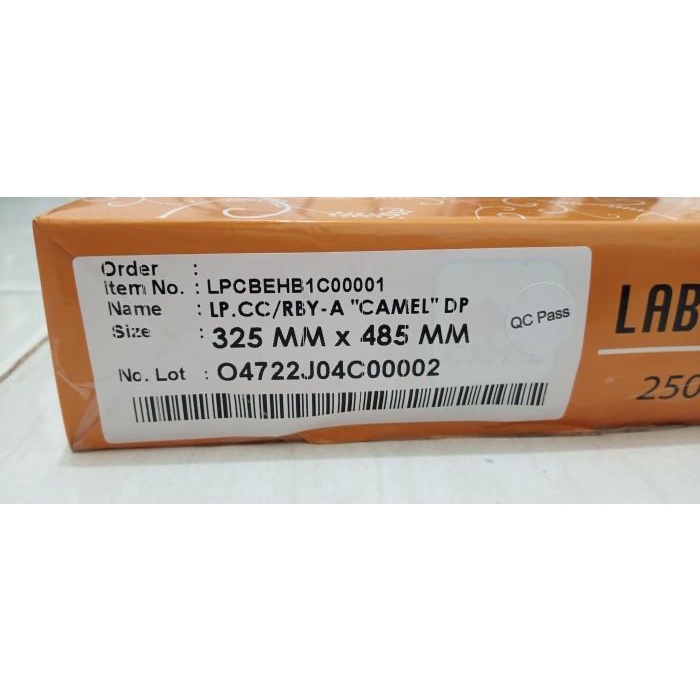 Order :
Item No. : LPCBEHB1C00001
Name : LP.CC/RBY-A "CAMEL" DP
Size : 325 MM x 485 MM
No. Lot : O4722J04C00002
QC Pass
LAB
250